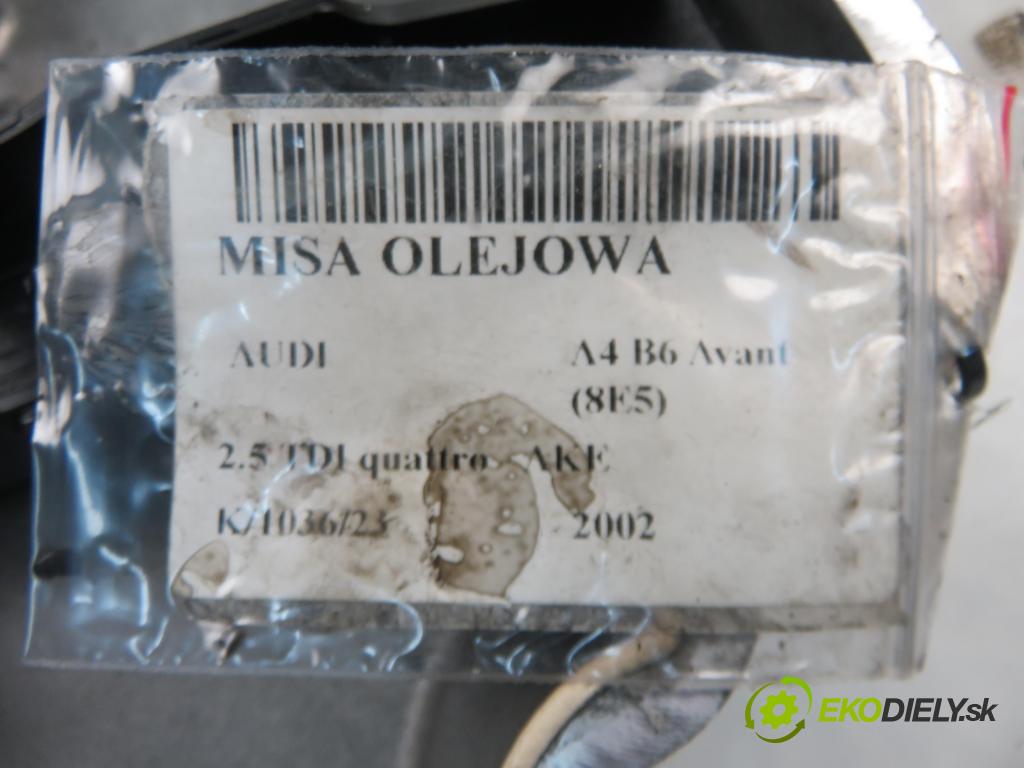 MISA OLEJOWA
AUDI A4 B6 Avant
(8E5)
2.5 TDI quattro AKE
K/1036/23 2002
EKODIELY.sk